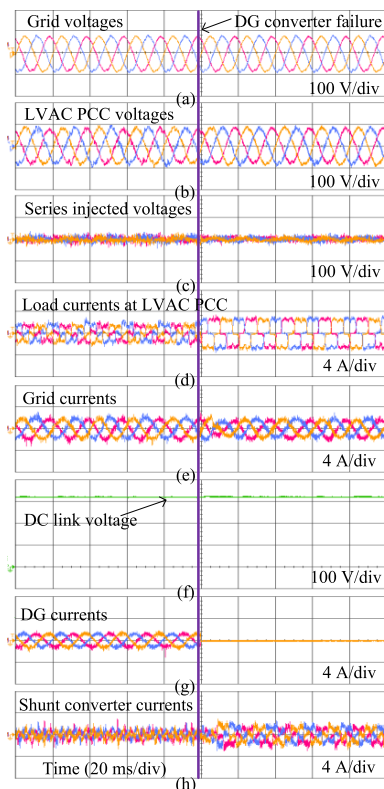 Grid voltages
DG converter failure
100 V/div
(a)
LVAC PCC voltages
100 V/div
(b)
Series injected voltages
100 V/div
(c)
Load currents at LVAC PCC
4 A/div
(d)
Grid currents
4 A/div
(e)
DC link voltage
100 V/div
(f)
DG currents
4 A/div
(g)
Shunt converter currents
Time (20 ms/div)
4 A/div
(h)